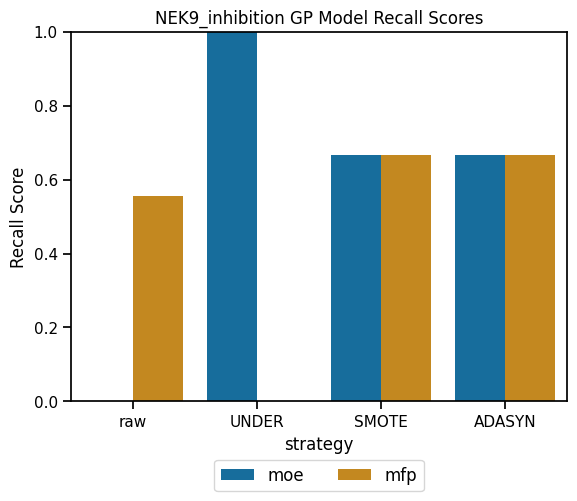 NEK9_inhibition GP Model Recall Scores
1.0
0.8
0.6
0.4
0.2
0.0
Recall Score
raw UNDER SMOTE ADASYN
strategy
moe mfp